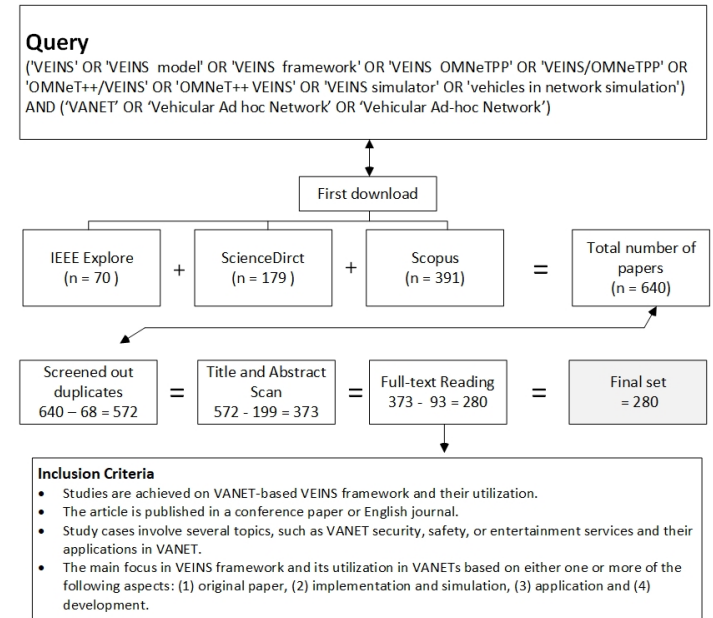 Query
('VEINS' OR 'VEINS model' OR 'VEINS framework' OR 'VEINS OMNeTPP' OR 'VEINS/OMNeTPP' OR
'OMNeT++/VEINS' OR 'OMNeT++ VEINS' OR 'VEINS simulator' OR 'vehicles in network simulation')
AND (‘VANET’ OR ‘Vehicular Ad hoc Network’ OR ‘Vehicular Ad-hoc Network’)
First download
IEEE Explore
(n = 70 )
+
ScienceDirct
(n = 179 )
+
Scopus
(n = 391)
=
Total number of
papers
(n = 640)
Screened out
duplicates
640 – 68 = 572
=
Title and Abstract
Scan
572 - 199 = 373
=
Full-text Reading
373 - 93 = 280
=
Final set
= 280
Inclusion Criteria
• Studies are achieved on VANET-based VEINS framework and their utilization.
• The article is published in a conference paper or English journal.
• Study cases involve several topics, such as VANET security, safety, or entertainment services and their
applications in VANET.
• The main focus in VEINS framework and its utilization in VANETs based on either one or more of the
following aspects: (1) original paper, (2) implementation and simulation, (3) application and (4)
development.